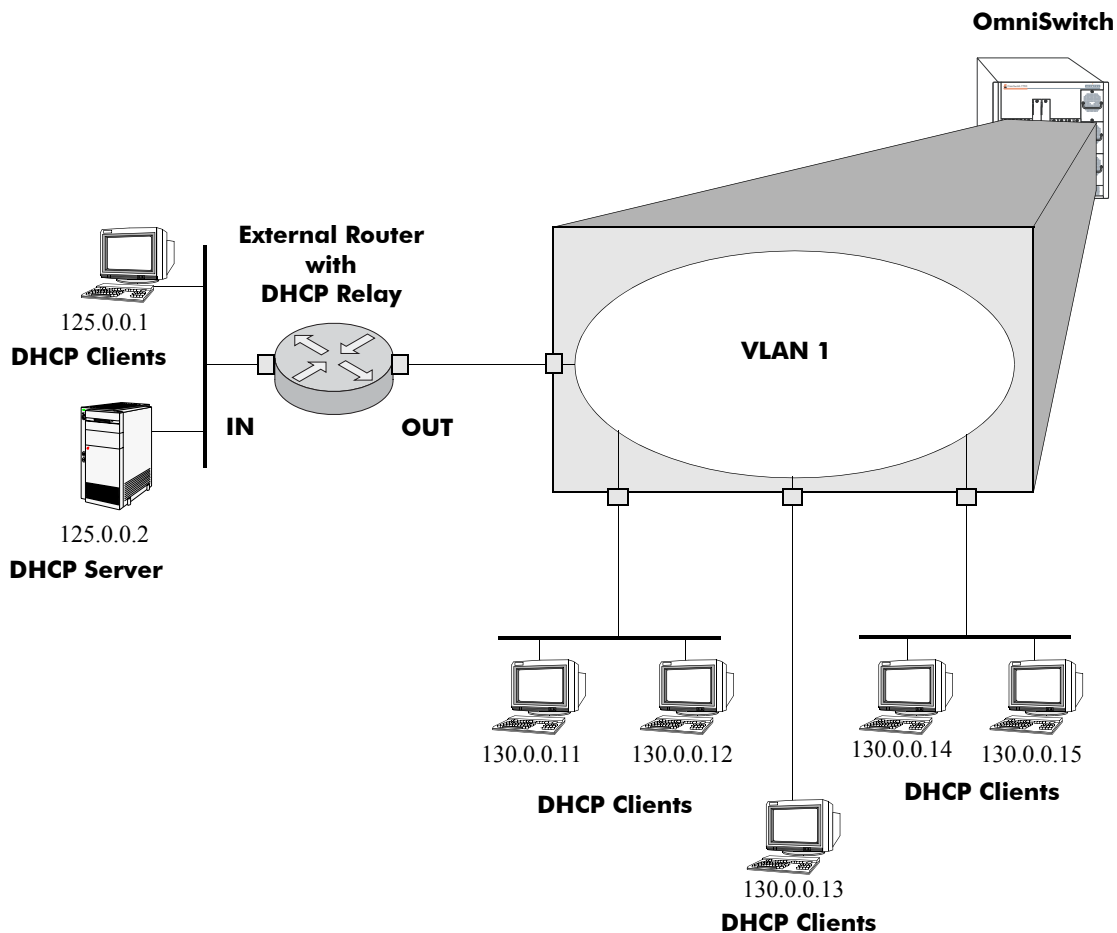 OmniSwitch
External Router
with
DHCP Relay
125.0.0.1
DHCP Clients
VLAN 1
IN
OUT
125.0.0.2
DHCP Server
130.0.0.11
130.0.0.12
130.0.0.14
130.0.0.15
DHCP Clients
DHCP Clients
130.0.0.13
DHCP Clients